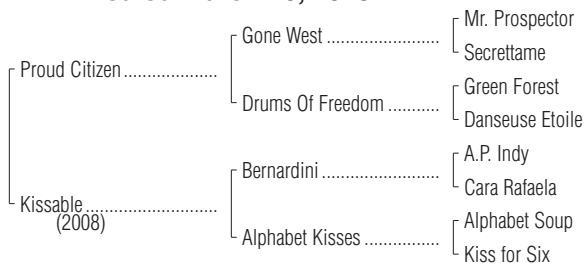 Mr. Prospector
Gone West ..........................
Secrettame
Proud Citizen .....................
Green Forest
Drums Of Freedom ...........
Danseuse Etoile
A.P. Indy
Bernardini ..........................
Cara Rafaela
Kissable ..............................
(2008)
Alphabet Soup
Alphabet Kisses ................
Kiss for Six